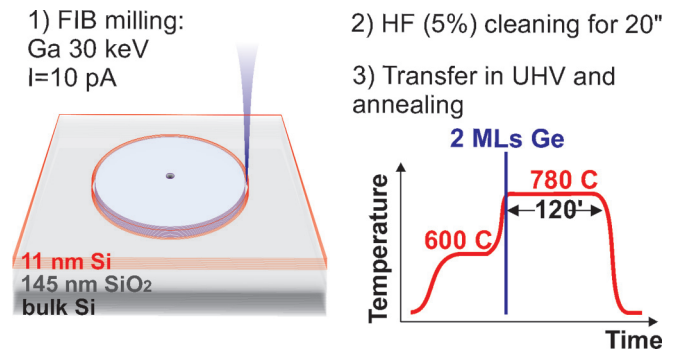 1) FIB milling:
Ga 30 keV
I=10 pA
11 nm Si
145 nm SiO₂
bulk Si
2) HF (5%) cleaning for 20"
3) Transfer in UHV and
annealing
2 MLs Ge
780 C
120'
600 C
Temperature
Time